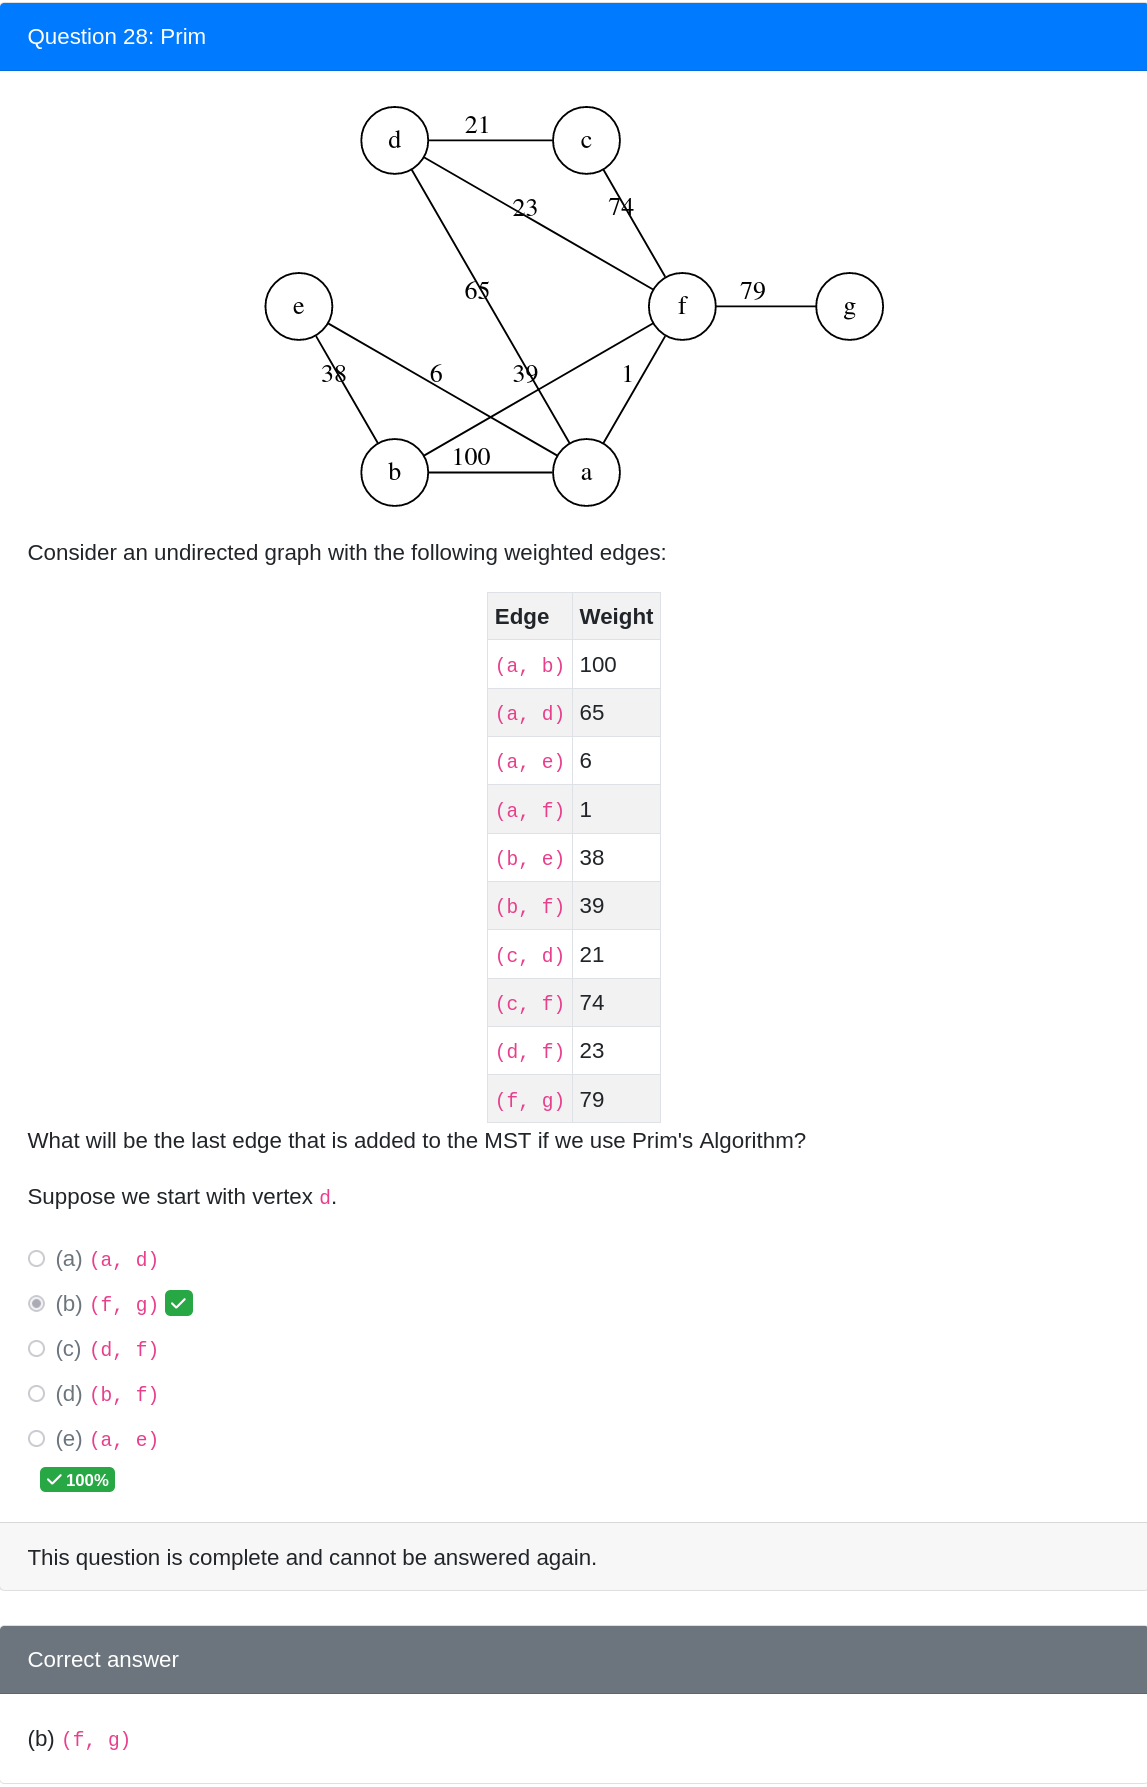 Question 28: Prim
d 21 c
23 74
e 65 f 79 g
38 6 39 1
b 100 a
Consider an undirected graph with the following weighted edges:
Edge Weight
(a, b) 100
(a, d) 65
(a, e) 6
(a, f) 1
(b, e) 38
(b, f) 39
(c, d) 21
(c, f) 74
(d, f) 23
(f, g) 79
What will be the last edge that is added to the MST if we use Prim's Algorithm?
Suppose we start with vertex d.
(a) (a, d)
(b) (f, g)
(c) (d, f)
(d) (b, f)
(e) (a, e)
100%
This question is complete and cannot be answered again.
Correct answer
(b) (f, g)